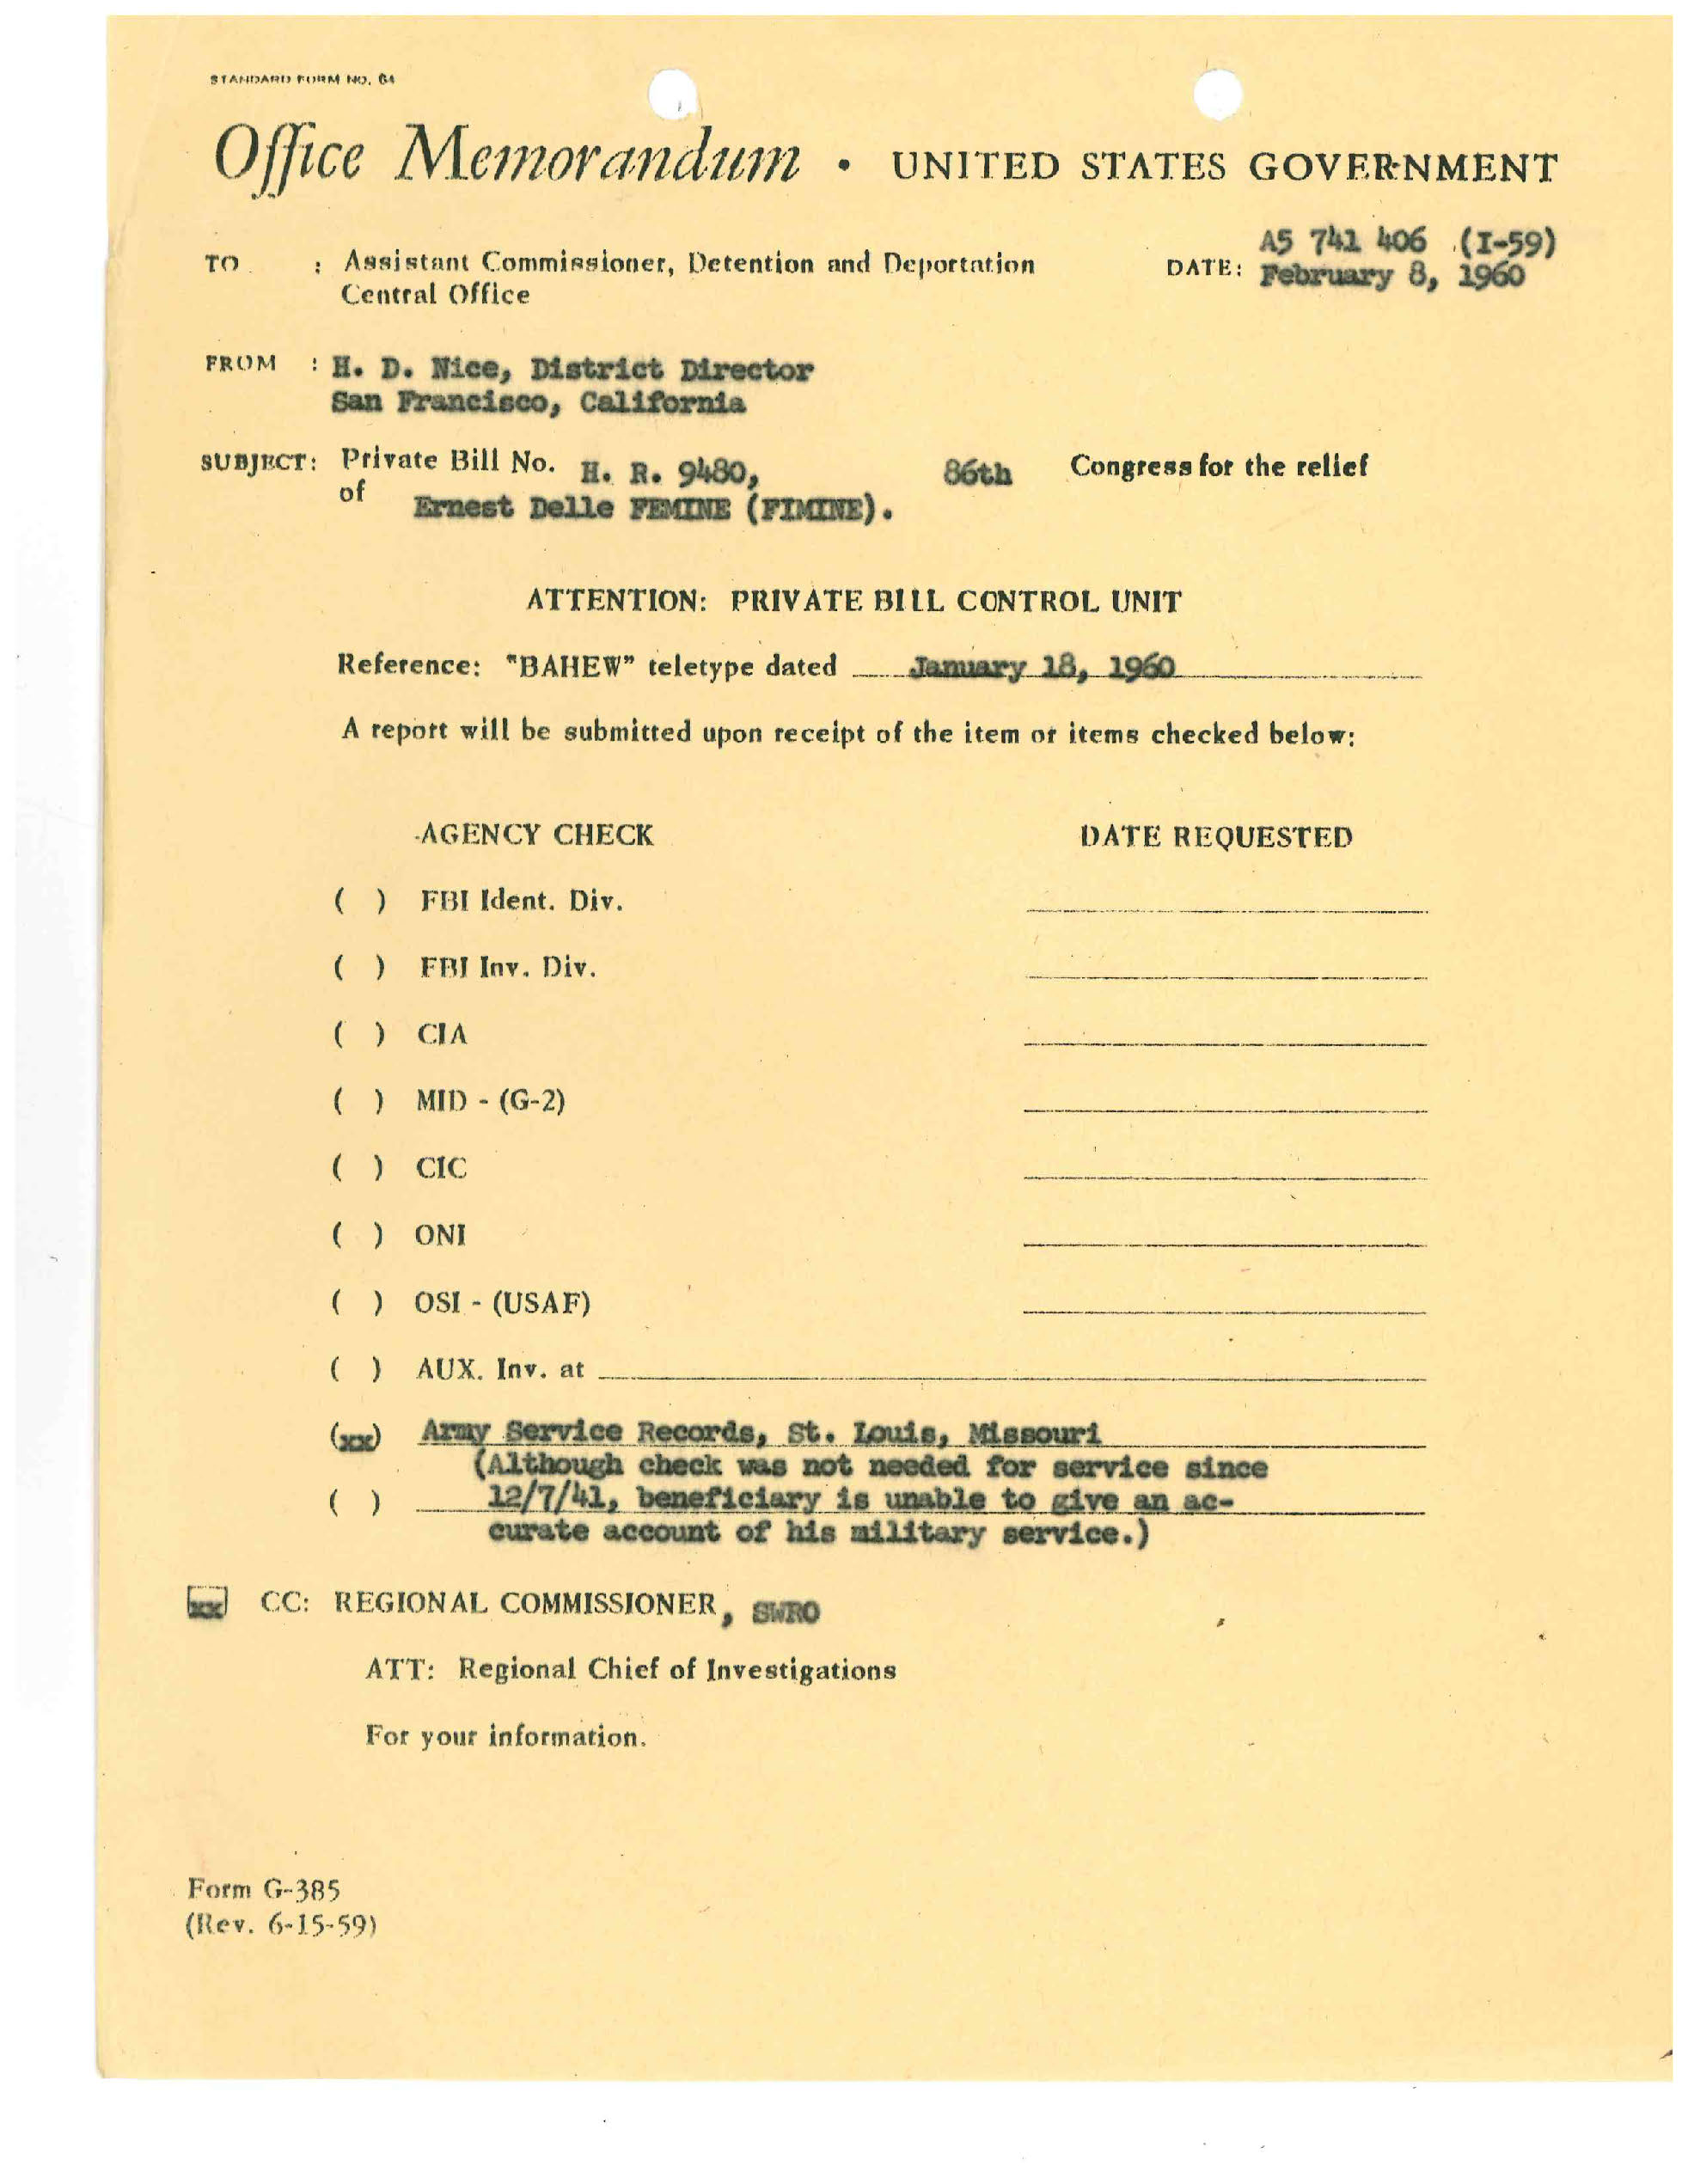 STANDARD FORM NO. 64
Office Memorandum • UNITED STATES GOVERNMENT
A5 741 406 (I-59)
TO : Assistant Commissioner, Detention and Deportation DATE: February 8, 1960
Central Office
FROM : H. D. Nice, District Director
San Francisco, California
SUBJECT: Private Bill No. H. R. 9480, 86th Congress for the relief
of Ernest Delle FEMINE (FIMINE).
ATTENTION: PRIVATE BILL CONTROL UNIT
Reference: "BAHEW" teletype dated January 18, 1960
A report will be submitted upon receipt of the item or items checked below:
AGENCY CHECK DATE REQUESTED
( ) FBI Ident. Div.
( ) FBI Inv. Div.
( ) CIA
( ) MID - (G-2)
( ) CIC
( ) ONI
( ) OSI - (USAF)
( ) AUX. Inv. at
(xx) Army Service Records, St. Louis, Missouri
(Although check was not needed for service since
( ) 12/7/41, beneficiary is unable to give an ac-
curate account of his military service.)
xx CC: REGIONAL COMMISSIONER, SWRO
ATT: Regional Chief of Investigations
For your information.
Form G-385
(Rev. 6-15-59)